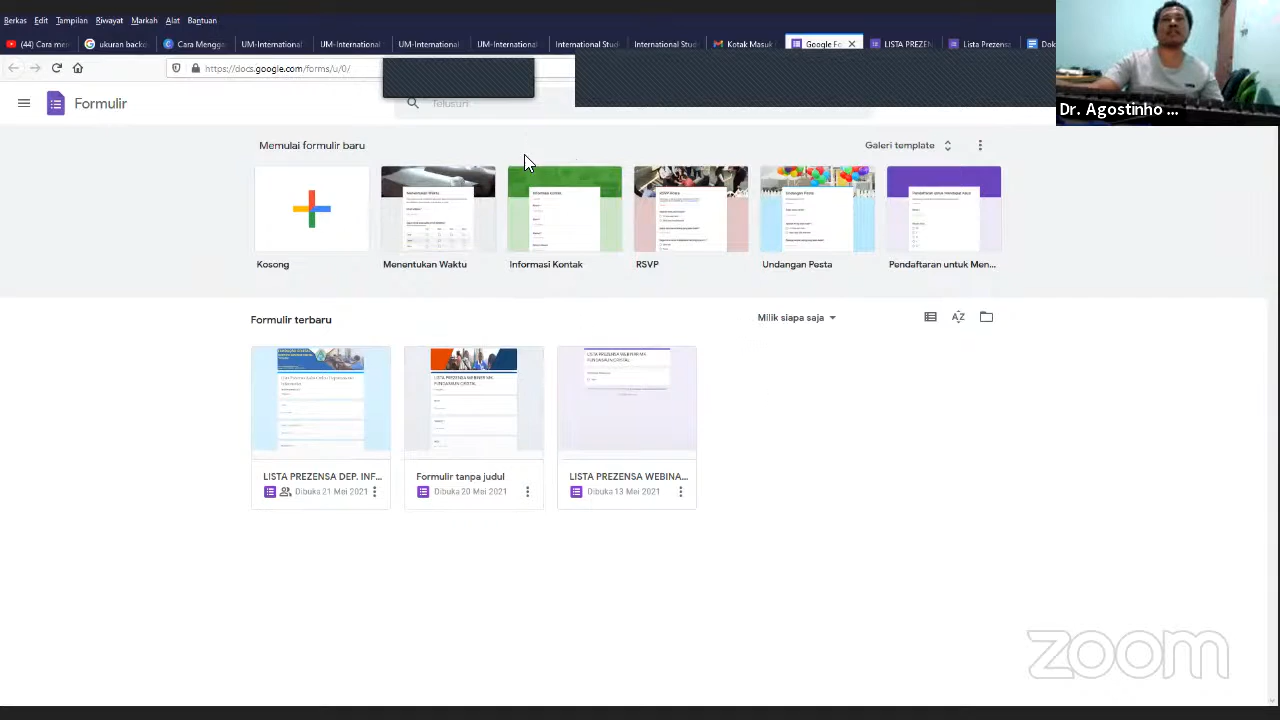 Berkas Edit Tampilan Riwayat Markah Alat Bantuan
(44) Cara men
ukuran back
Cara Mengg
UM-International
UM-International
UM-International
UM-International
International Stud
International Stud
Kotak Masuk
Google Fo
LISTA PREZEN
Lista Prezensa
Dok
https://docs.google.com/forms/u/0/
Formulir
Telusuri
Dr. Agostinho ...
Memulai formulir baru
Galeri template
Kosong
Menentukan Waktu
Informasi Kontak
RSVP
Undangan Pesta
Pendaftaran untuk Men...
Formulir terbaru
Milik siapa saja
AZ
LISTA PREZENSA DEP. INF...
Dibuka 21 Mei 2021
Formulir tanpa judul
Dibuka 20 Mei 2021
LISTA PREZENSA WEBINA...
Dibuka 13 Mei 2021
zoom